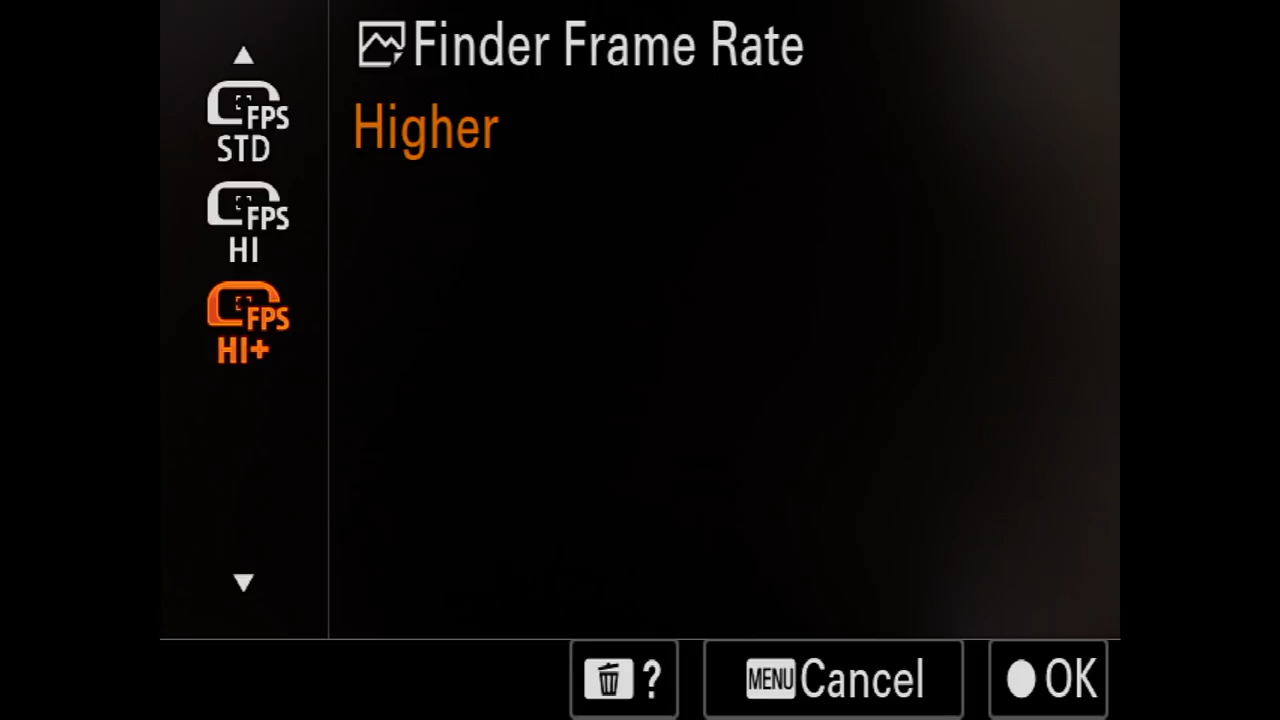 Finder Frame Rate
Higher
FPS
STD
FPS
HI
FPS
HI+
?
MENU Cancel
OK